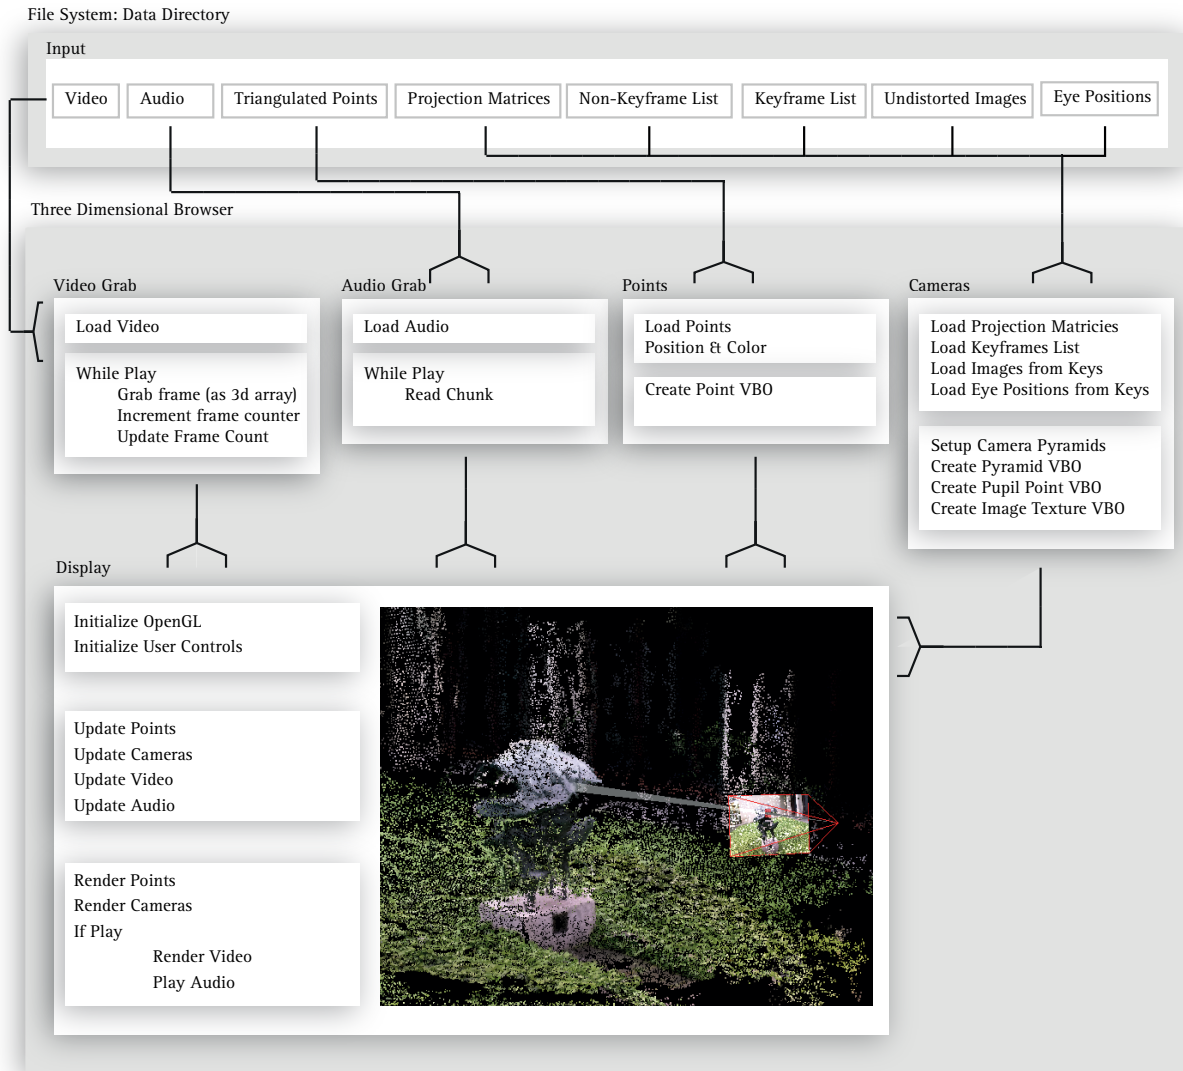 File System: Data Directory
Input
Video
Audio
Triangulated Points
Projection Matrices
Non-Keyframe List
Keyframe List
Undistorted Images
Eye Positions
Three Dimensional Browser
Video Grab
Load Video
While Play
Grab frame (as 3d array)
Increment frame counter
Update Frame Count
Audio Grab
Load Audio
While Play
Read Chunk
Points
Load Points
Position & Color
Create Point VBO
Cameras
Load Projection Matricies
Load Keyframes List
Load Images from Keys
Load Eye Positions from Keys
Setup Camera Pyramids
Create Pyramid VBO
Create Pupil Point VBO
Create Image Texture VBO
Display
Initialize OpenGL
Initialize User Controls
Update Points
Update Cameras
Update Video
Update Audio
Render Points
Render Cameras
If Play
Render Video
Play Audio